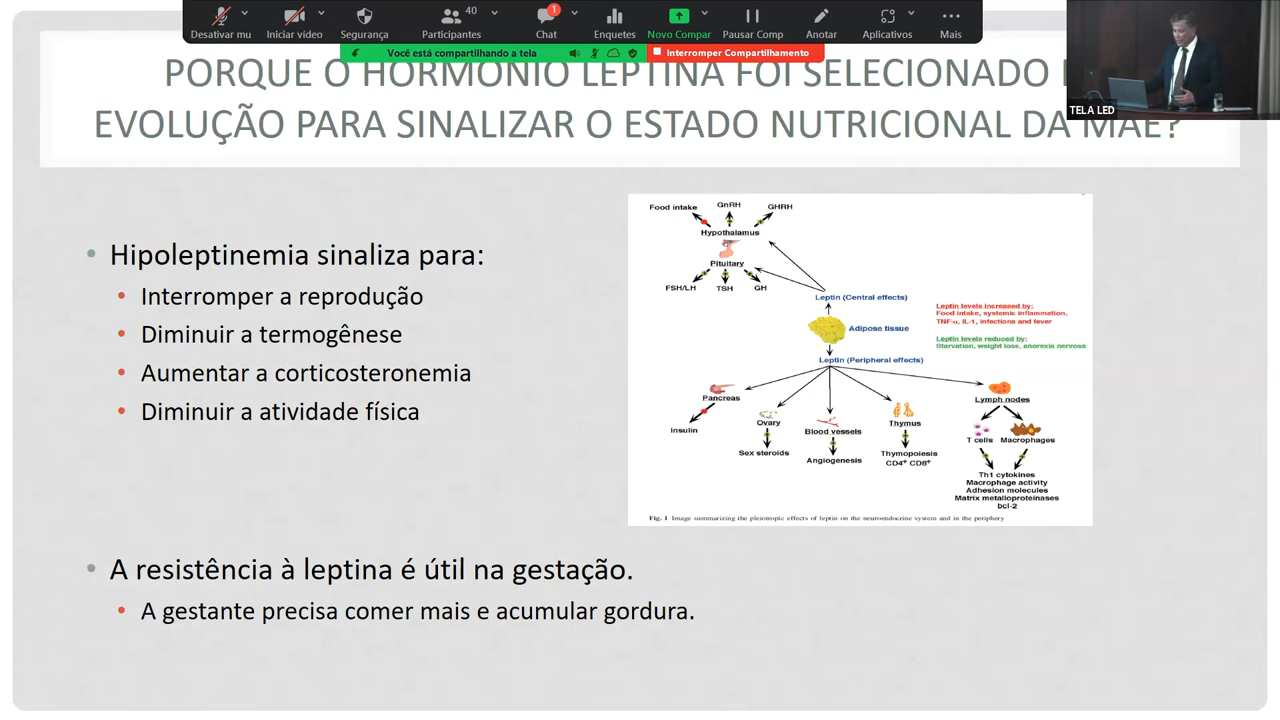 Desativar mu
Iniciar vídeo
Segurança
40
Participantes
1
Chat
Enquetes
Novo Compar
Pausar Comp
Anotar
Aplicativos
Mais
Você está compartilhando a tela
Interromper Compartilhamento
TELA LED
PORQUE O HORMÔNIO LEPTINA FOI SELECIONADO
EVOLUÇÃO PARA SINALIZAR O ESTADO NUTRICIONAL DA MÃE?
• Hipoleptinemia sinaliza para:
• Interromper a reprodução
• Diminuir a termogênese
• Aumentar a corticosteronemia
• Diminuir a atividade física
Food intake
GnRH
GHRH
Hypothalamus
Pituitary
FSH/LH
TSH
GH
Leptin (Central effects)
Adipose tissue
Leptin (Peripheral effects)
Leptin levels increased by:
Food intake, systemic inflammation,
TNF-α, IL-1, infections and fever
Leptin levels reduced by:
Starvation, weight loss, anorexia nervosa
Pancreas
Insulin
Ovary
Sex steroids
Blood vessels
Angiogenesis
Thymus
Thymopoiesis
CD4+ CD8+
Lymph nodes
T cells
Macrophages
Th1 cytokines
Macrophage activity
Adhesion molecules
Matrix metalloproteinases
bcl-2
Fig. 1 Image summarizing the pleiotropic effects of leptin on the neuroendocrine system and in the periphery
• A resistência à leptina é útil na gestação.
• A gestante precisa comer mais e acumular gordura.